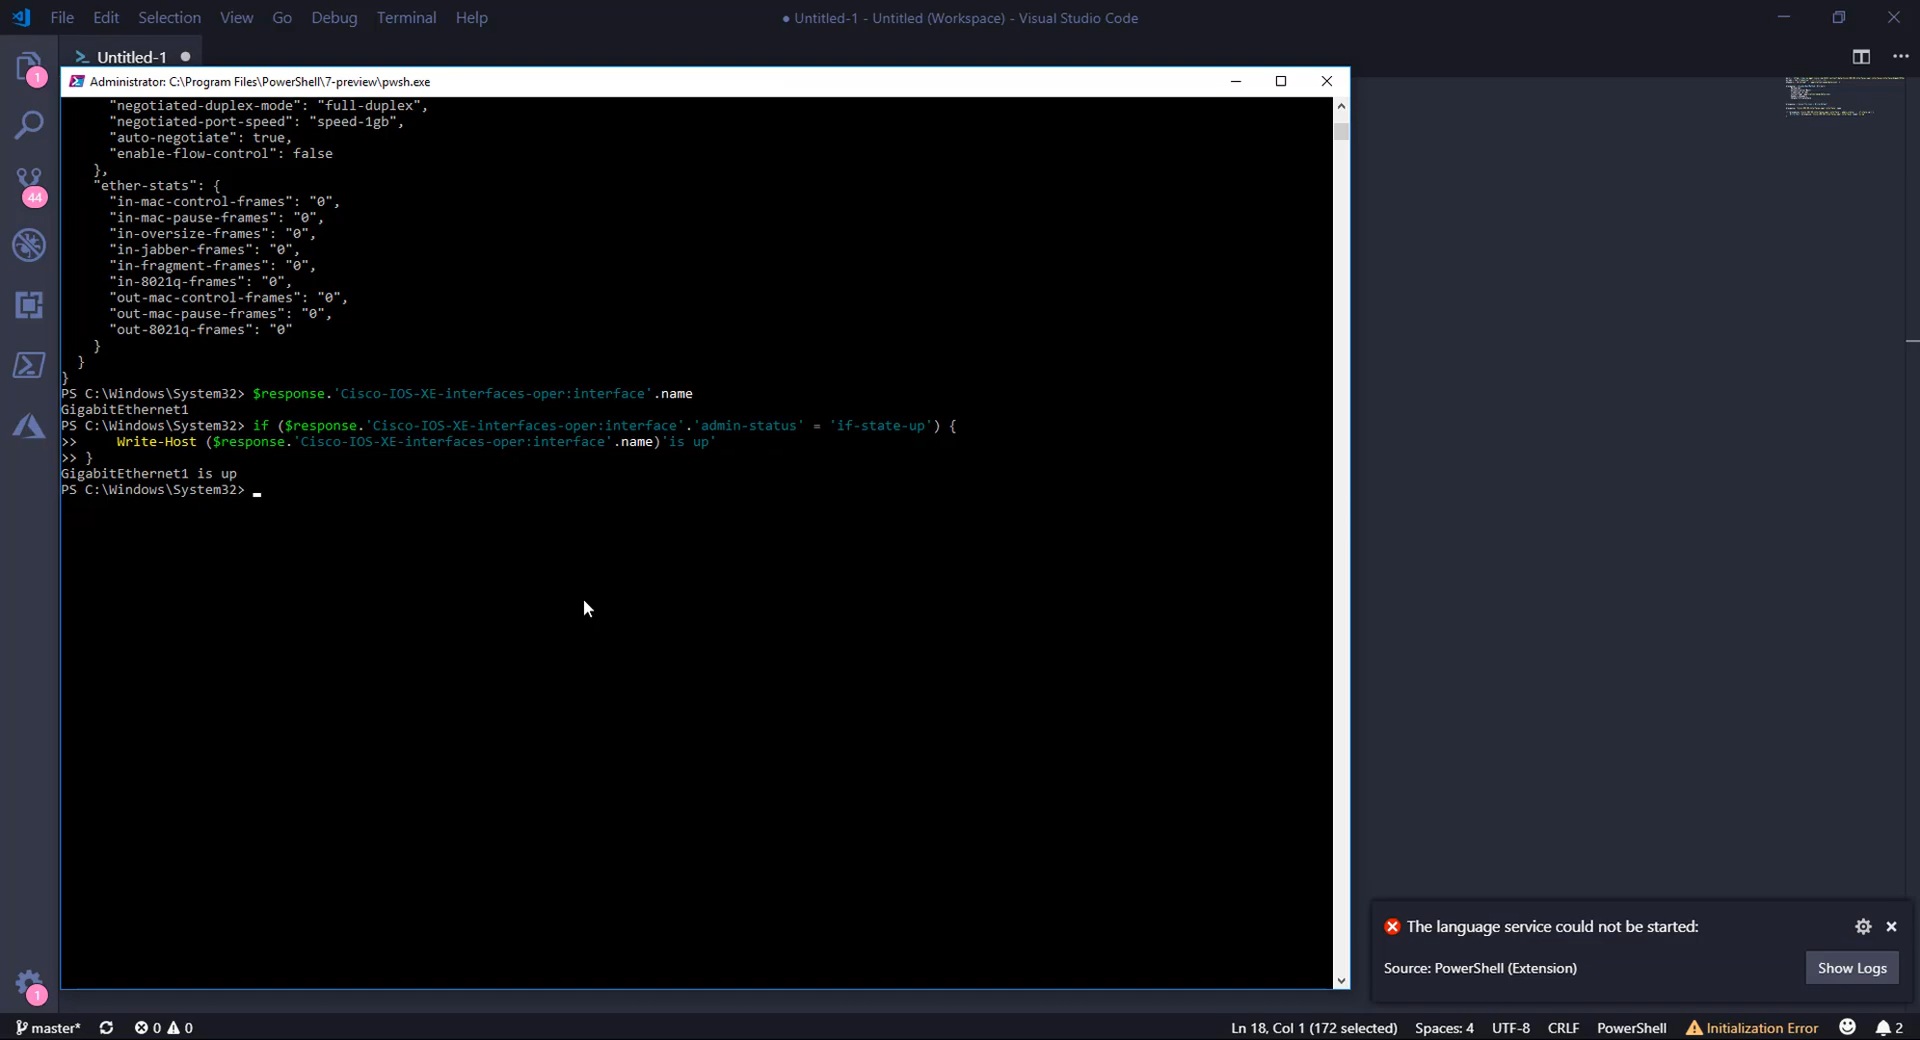 File Edit Selection View Go Debug Terminal Help
● Untitled-1 - Untitled (Workspace) - Visual Studio Code
Untitled-1 ●
1
44
1
Administrator: C:\Program Files\PowerShell\7-preview\pwsh.exe
"negotiated-duplex-mode": "full-duplex",
"negotiated-port-speed": "speed-1gb",
"auto-negotiate": true,
"enable-flow-control": false
},
"ether-stats": {
"in-mac-control-frames": "0",
"in-mac-pause-frames": "0",
"in-oversize-frames": "0",
"in-jabber-frames": "0",
"in-fragment-frames": "0",
"in-8021q-frames": "0",
"out-mac-control-frames": "0",
"out-mac-pause-frames": "0",
"out-8021q-frames": "0"
}
}
}
PS C:\Windows\System32> $response.'Cisco-IOS-XE-interfaces-oper:interface'.name
GigabitEthernet1
PS C:\Windows\System32> if ($response.'Cisco-IOS-XE-interfaces-oper:interface'.'admin-status' = 'if-state-up') {
>> Write-Host ($response.'Cisco-IOS-XE-interfaces-oper:interface'.name)'is up'
>> }
GigabitEthernet1 is up
PS C:\Windows\System32>
The language service could not be started:
Source: PowerShell (Extension)
Show Logs
master* 0 0
Ln 18, Col 1 (172 selected) Spaces: 4 UTF-8 CRLF PowerShell Initialization Error 2